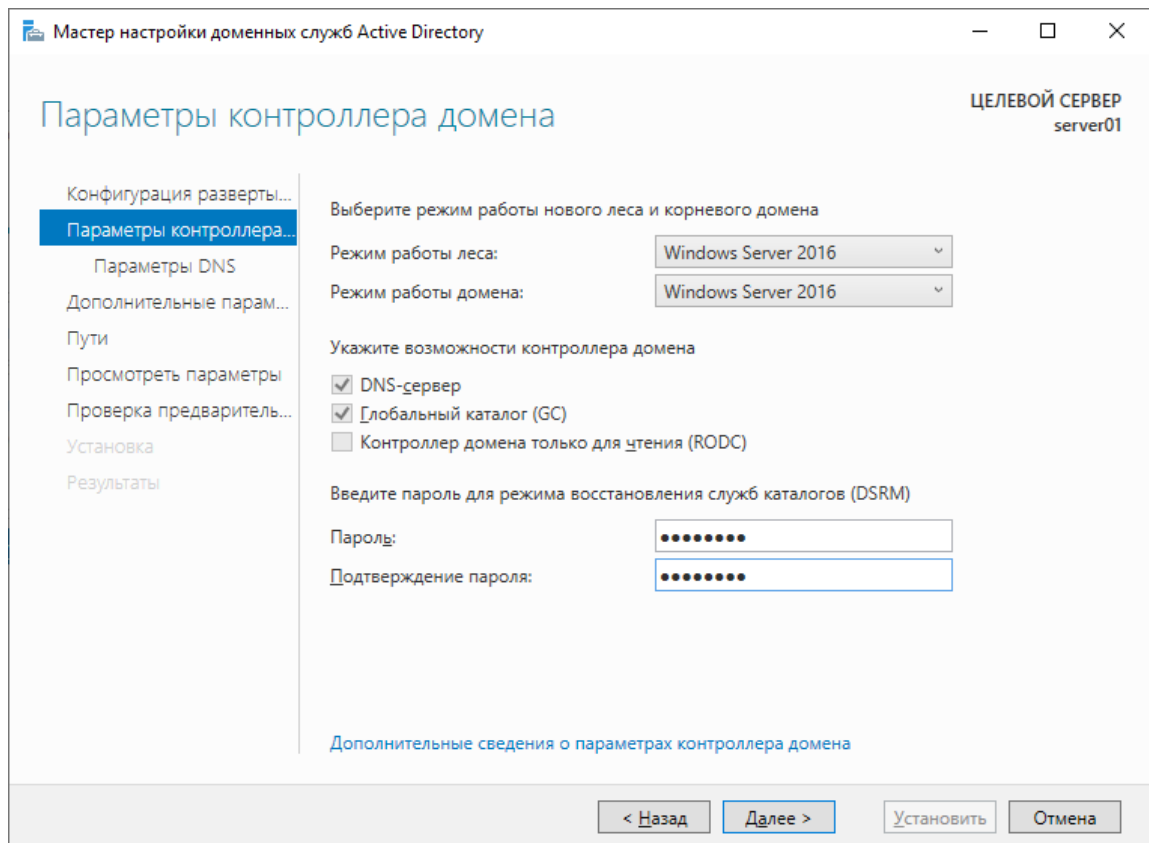 Мастер настройки доменных служб Active Directory
Параметры контроллера домена
ЦЕЛЕВОЙ СЕРВЕР
server01
Конфигурация разверты...
Параметры контроллера...
Параметры DNS
Дополнительные парам...
Пути
Просмотреть параметры
Проверка предваритель...
Установка
Результаты
Выберите режим работы нового леса и корневого домена
Режим работы леса: Windows Server 2016
Режим работы домена: Windows Server 2016
Укажите возможности контроллера домена
DNS-сервер
Глобальный каталог (GC)
Контроллер домена только для чтения (RODC)
Введите пароль для режима восстановления служб каталогов (DSRM)
Пароль: ●●●●●●●●
Подтверждение пароля: ●●●●●●●●
Дополнительные сведения о параметрах контроллера домена
< Назад Далее > Установить Отмена